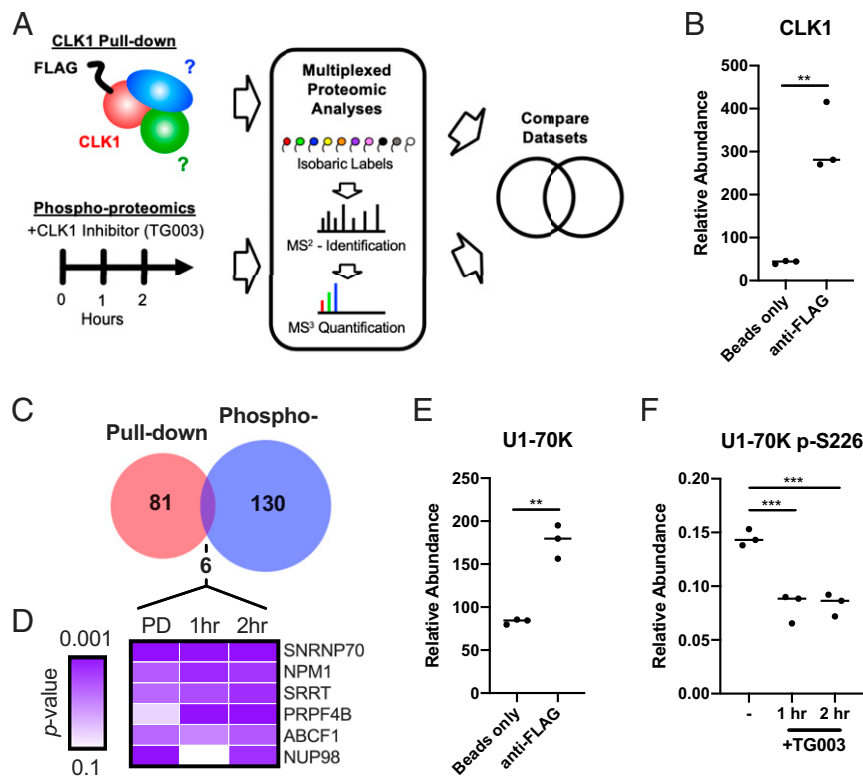 A
CLK1 Pull-down
FLAG
?
CLK1
?
Phospho-proteomics
+CLK1 Inhibitor (TG003)
0 1 2
Hours
Multiplexed
Proteomic
Analyses
Isobaric Labels
MS² - Identification
MS³ Quantification
Compare
Datasets
B
CLK1
Relative Abundance
500
400
300
200
100
0
**
Beads only
anti-FLAG
C
Pull-down
Phospho-
81
130
6
D
PD 1hr 2hr
0.001
p-value
0.1
SNRNP70
NPM1
SRRT
PRPF4B
ABCF1
NUP98
E
U1-70K
Relative Abundance
250
200
150
100
50
0
**
Beads only
anti-FLAG
F
U1-70K p-S226
Relative Abundance
0.20
0.15
0.10
0.05
0.00
***
***
- 1 hr 2 hr
+TG003